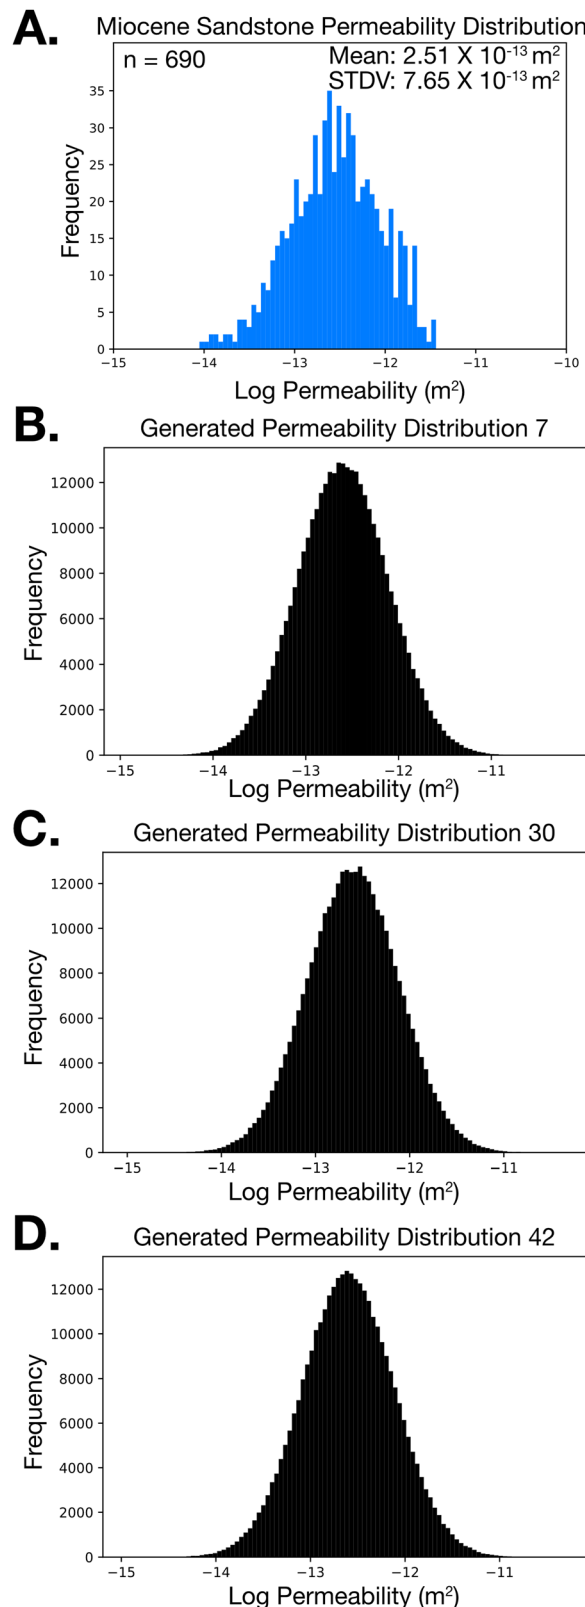 A.
Miocene Sandstone Permeability Distribution
n = 690
Mean: 2.51 X 10⁻¹³ m²
STDV: 7.65 X 10⁻¹³ m²
35
30
25
20
15
10
5
0
Frequency
−15 −14 −13 −12 −11 −10
Log Permeability (m²)
B.
Generated Permeability Distribution 7
12000
10000
8000
6000
4000
2000
0
Frequency
−15 −14 −13 −12 −11
Log Permeability (m²)
C.
Generated Permeability Distribution 30
12000
10000
8000
6000
4000
2000
0
Frequency
−15 −14 −13 −12 −11
Log Permeability (m²)
D.
Generated Permeability Distribution 42
12000
10000
8000
6000
4000
2000
0
Frequency
−15 −14 −13 −12 −11
Log Permeability (m²)